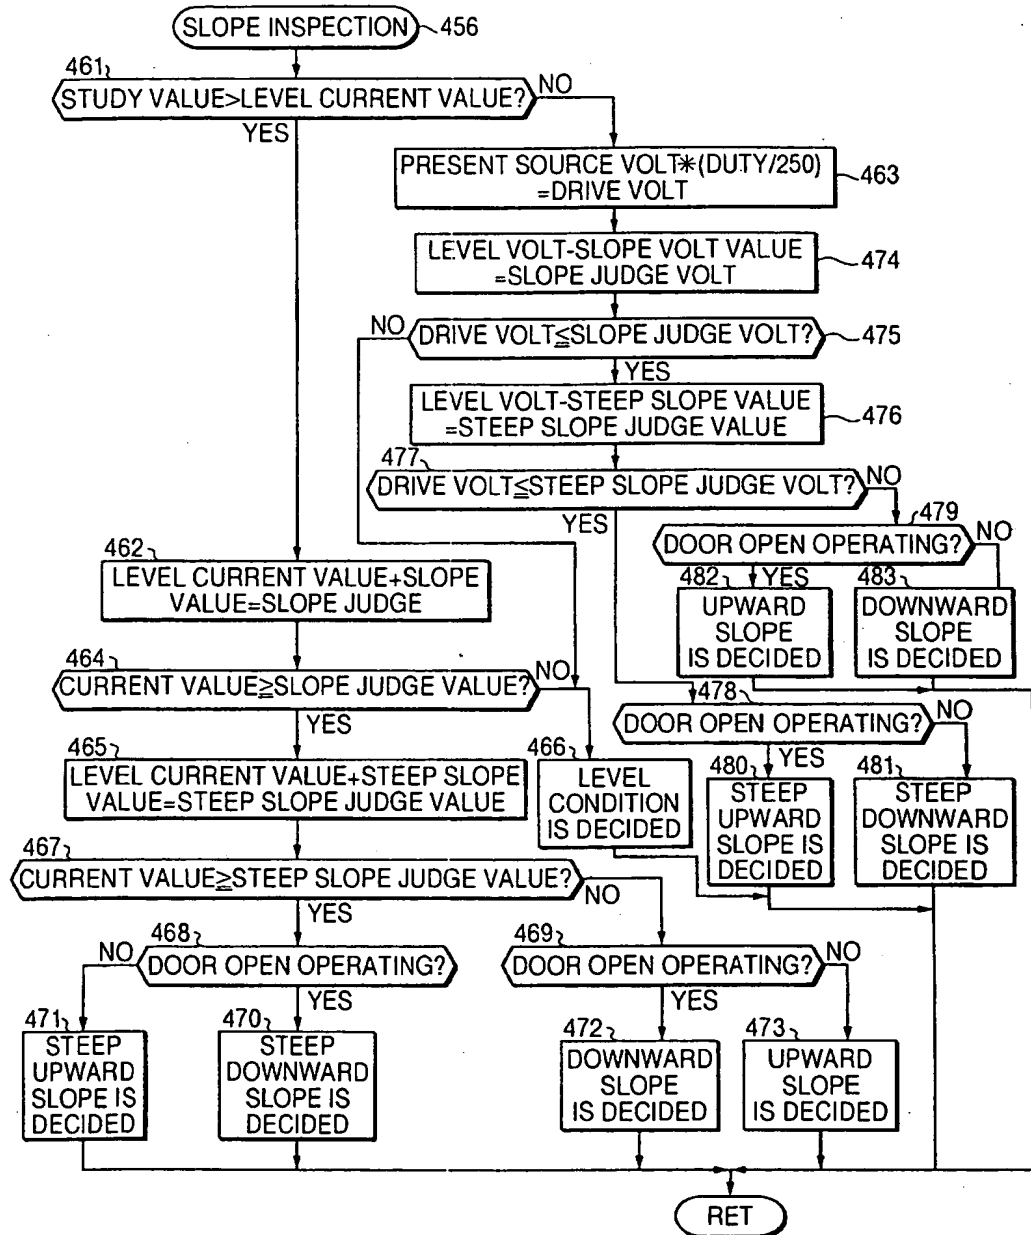 SLOPE INSPECTION
456
461
STUDY VALUE>LEVEL CURRENT VALUE?
NO
YES
PRESENT SOURCE VOLT*(DUTY/250)
=DRIVE VOLT
463
LEVEL VOLT-SLOPE VOLT VALUE
=SLOPE JUDGE VOLT
474
NO
DRIVE VOLT≦SLOPE JUDGE VOLT?
475
YES
LEVEL VOLT-STEEP SLOPE VALUE
=STEEP SLOPE JUDGE VALUE
476
477
DRIVE VOLT≦STEEP SLOPE JUDGE VOLT?
NO
YES
479
DOOR OPEN OPERATING?
NO
YES
462
LEVEL CURRENT VALUE+SLOPE
VALUE=SLOPE JUDGE
482
UPWARD
SLOPE
IS DECIDED
483
DOWNWARD
SLOPE
IS DECIDED
464
CURRENT VALUE≧SLOPE JUDGE VALUE?
NO
YES
478
DOOR OPEN OPERATING?
NO
YES
465
LEVEL CURRENT VALUE+STEEP SLOPE
VALUE=STEEP SLOPE JUDGE VALUE
466
LEVEL
CONDITION
IS DECIDED
480
STEEP
UPWARD
SLOPE IS
DECIDED
481
STEEP
DOWNWARD
SLOPE IS
DECIDED
467
CURRENT VALUE≧STEEP SLOPE JUDGE VALUE?
NO
YES
468
NO
DOOR OPEN OPERATING?
YES
469
DOOR OPEN OPERATING?
NO
YES
471
STEEP
UPWARD
SLOPE IS
DECIDED
470
STEEP
DOWNWARD
SLOPE IS
DECIDED
472
DOWNWARD
SLOPE
IS DECIDED
473
UPWARD
SLOPE
IS DECIDED
RET